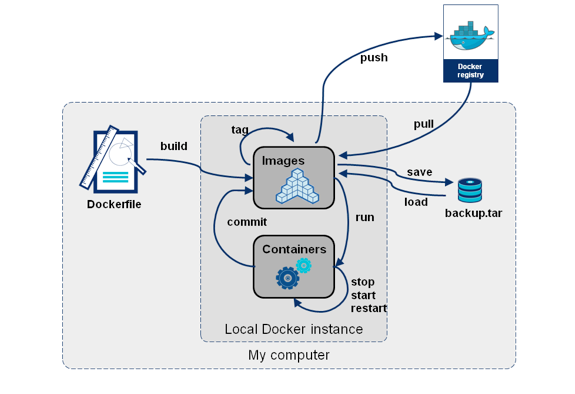 Docker
registry
push
pull
tag
build
Images
save
load
Dockerfile
backup.tar
commit
run
Containers
stop
start
restart
Local Docker instance
My computer